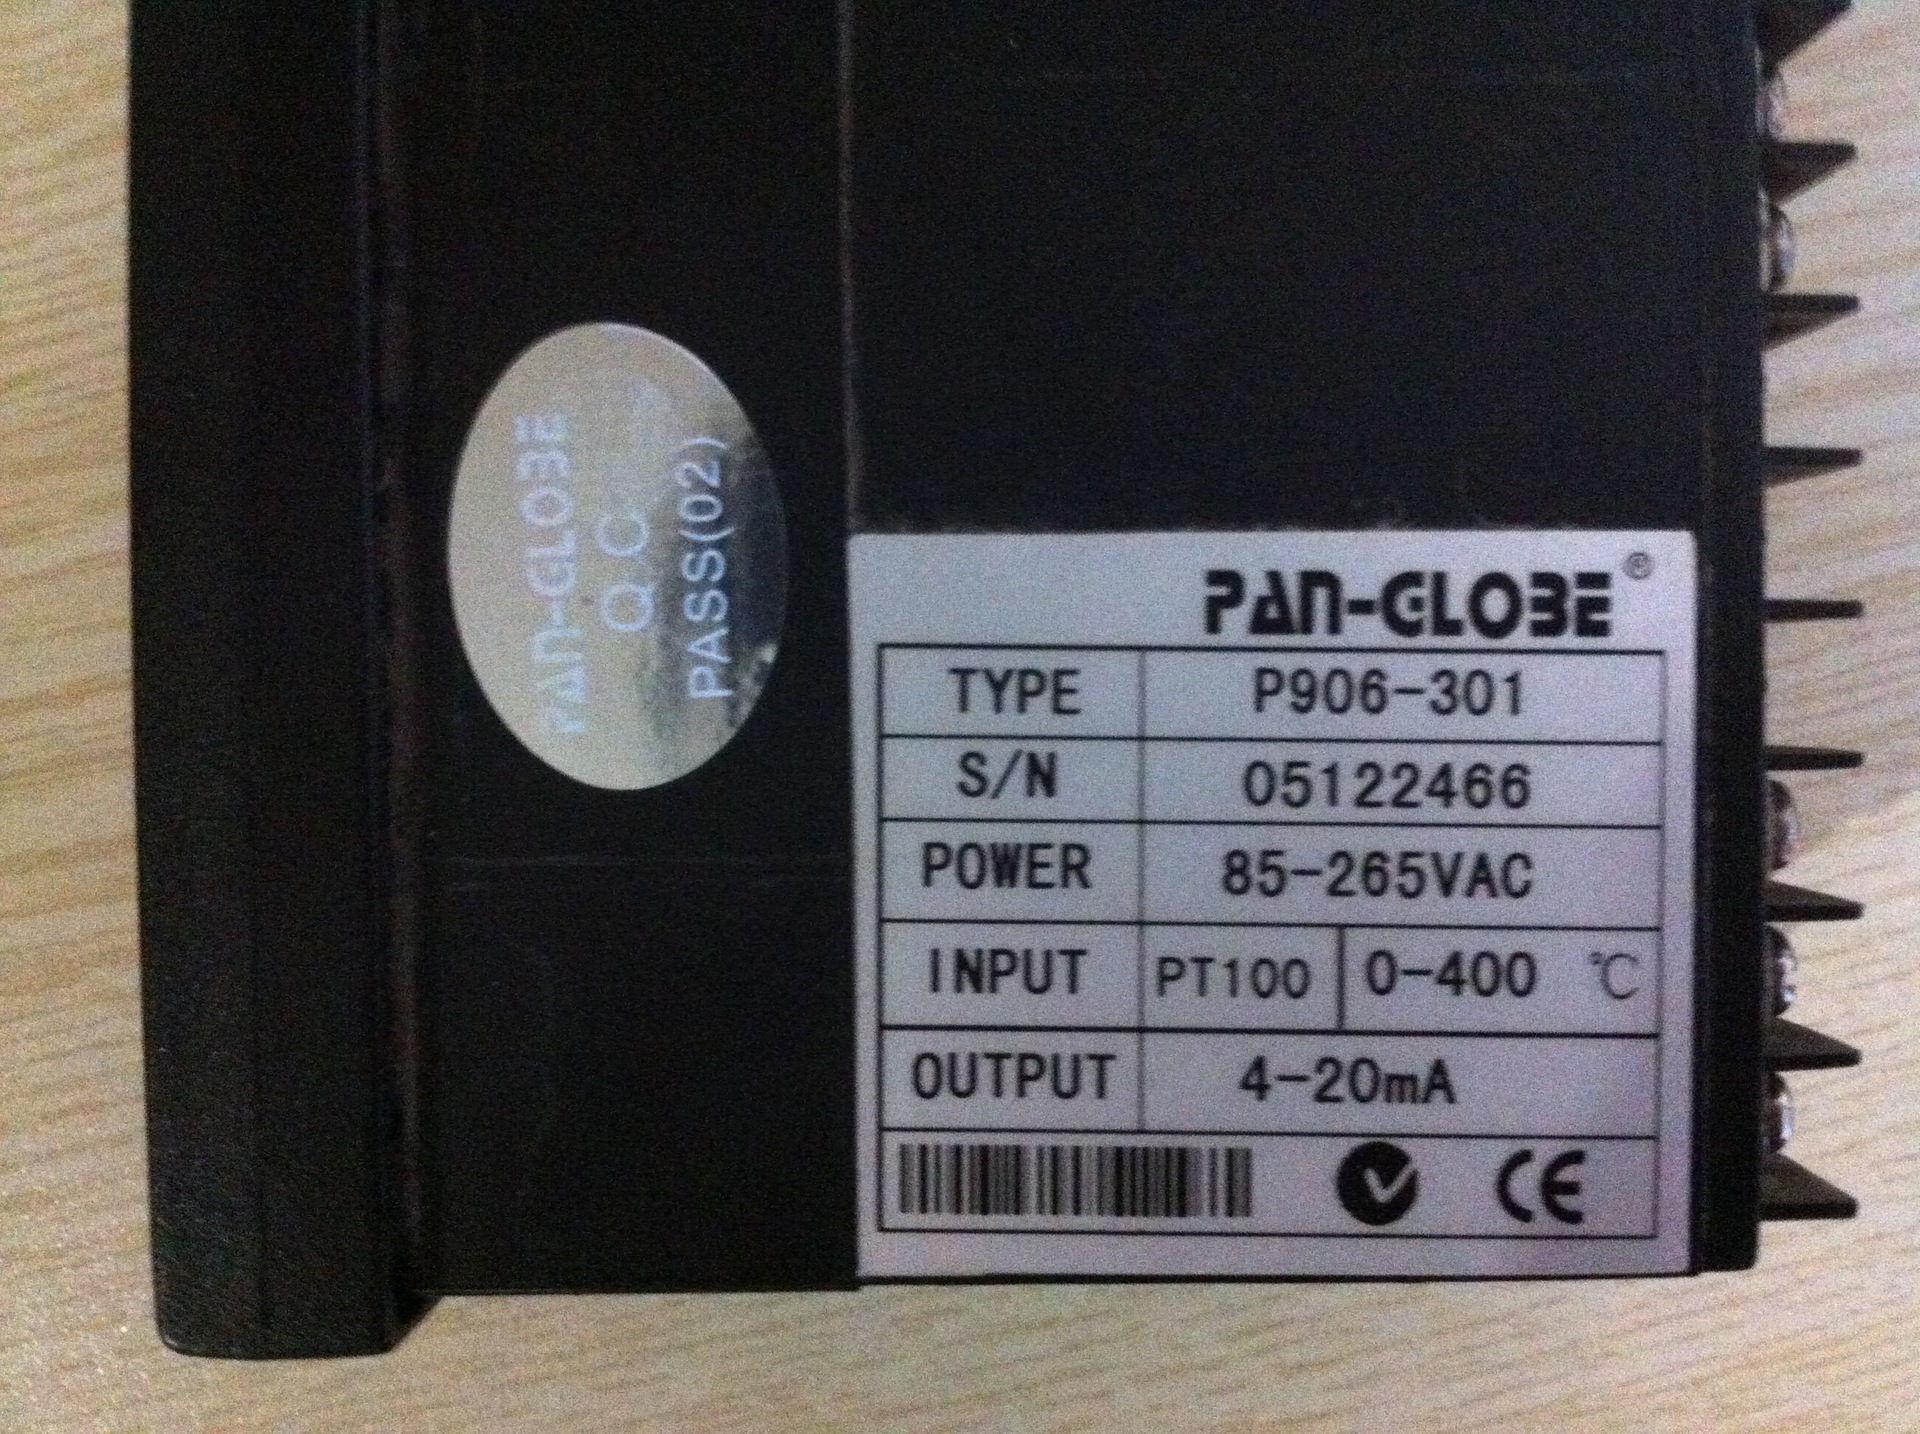 PAN-GLOBE
QC
PASS(02)
PAN-GLOBE®
TYPE P906-301
S/N 05122466
POWER 85-265VAC
INPUT PT100 0-400 ℃
OUTPUT 4-20mA
CE